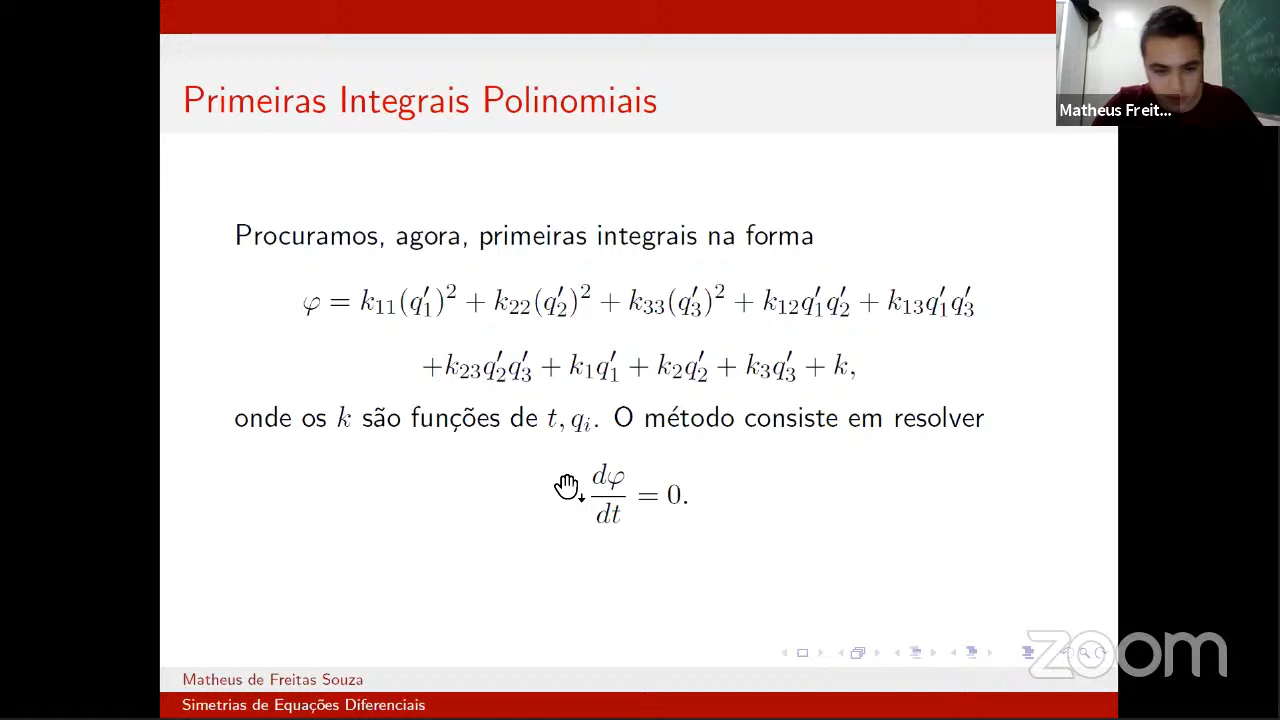 Primeiras Integrais Polinomiais
Matheus Freit...
Procuramos, agora, primeiras integrais na forma
φ = k₁₁(q′₁)² + k₂₂(q′₂)² + k₃₃(q′₃)² + k₁₂q′₁q′₂ + k₁₃q′₁q′₃
+k₂₃q′₂q′₃ + k₁q′₁ + k₂q′₂ + k₃q′₃ + k,
onde os k são funções de t, qᵢ. O método consiste em resolver
dφ/dt = 0.
zoom
Matheus de Freitas Souza
Simetrias de Equações Diferenciais